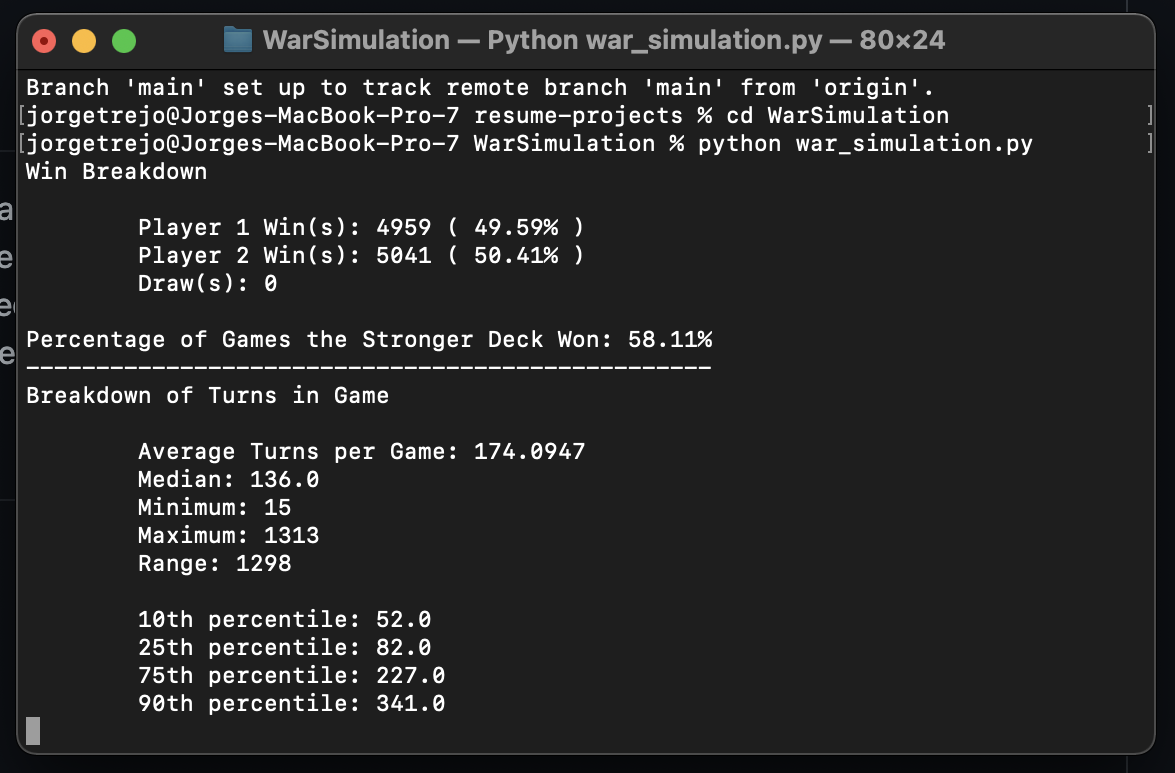 WarSimulation — Python war_simulation.py — 80×24
Branch 'main' set up to track remote branch 'main' from 'origin'.
[jorgetrejo@Jorges-MacBook-Pro-7 resume-projects % cd WarSimulation ]
[jorgetrejo@Jorges-MacBook-Pro-7 WarSimulation % python war_simulation.py ]
Win Breakdown
Player 1 Win(s): 4959 ( 49.59% )
Player 2 Win(s): 5041 ( 50.41% )
Draw(s): 0
Percentage of Games the Stronger Deck Won: 58.11%
-------------------------------------------------
Breakdown of Turns in Game
Average Turns per Game: 174.0947
Median: 136.0
Minimum: 15
Maximum: 1313
Range: 1298
10th percentile: 52.0
25th percentile: 82.0
75th percentile: 227.0
90th percentile: 341.0